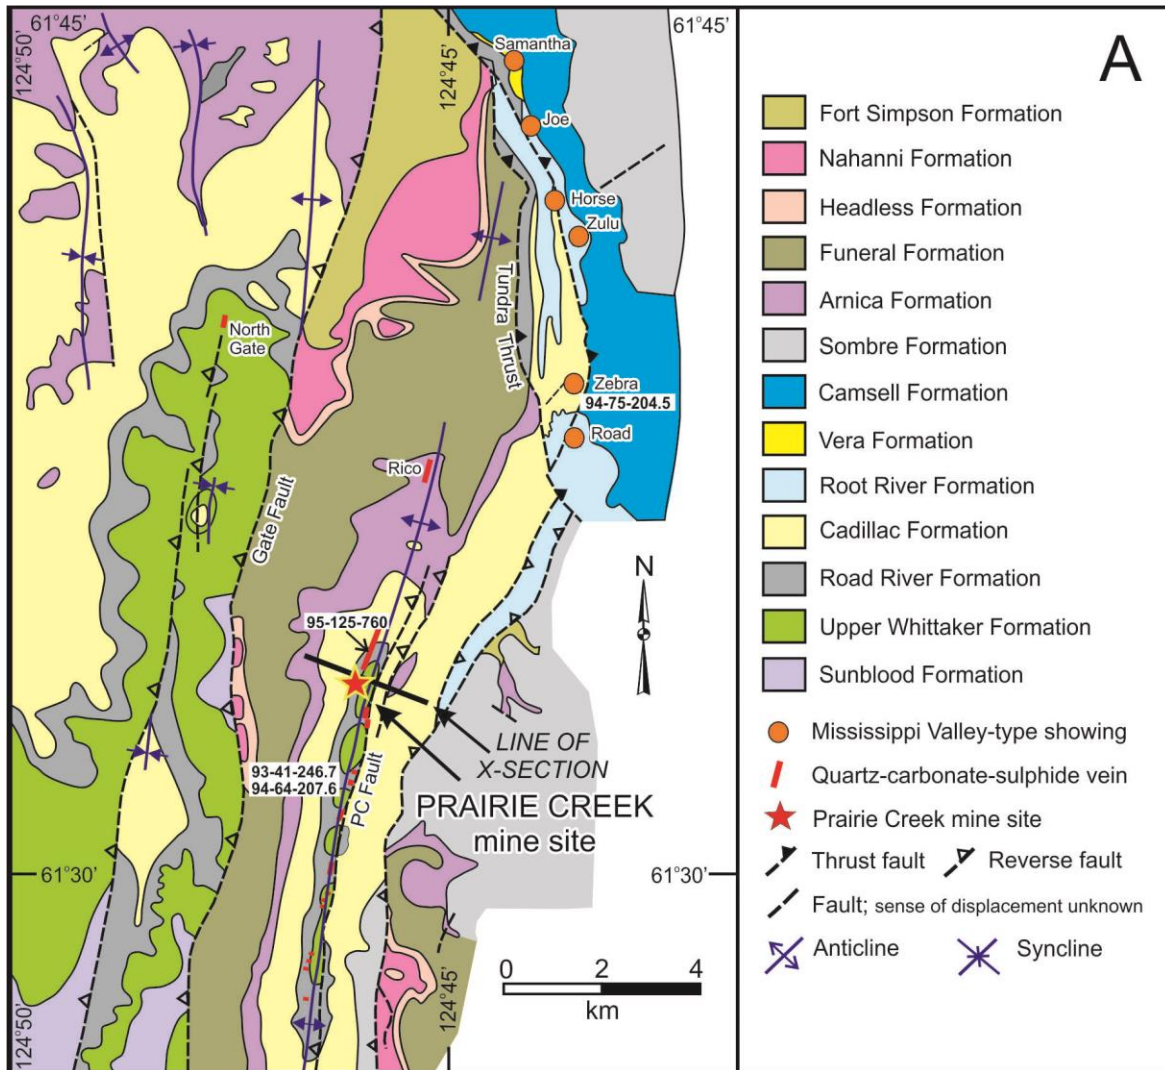 61°45'
61°45'
124°50'
124°45'
A
Samantha
Joe
Horse
Zulu
Tundra Thrust
North
Gate
Zebra
94-75-204.5
Road
Rico
Gate Fault
N
95-125-760
LINE OF
X-SECTION
93-41-246.7
94-64-207.6
PC Fault
PRAIRIE CREEK
mine site
61°30'
61°30'
0 2 4
km
124°50'
124°45'
Fort Simpson Formation
Nahanni Formation
Headless Formation
Funeral Formation
Arnica Formation
Sombre Formation
Camsell Formation
Vera Formation
Root River Formation
Cadillac Formation
Road River Formation
Upper Whittaker Formation
Sunblood Formation
Mississippi Valley-type showing
Quartz-carbonate-sulphide vein
Prairie Creek mine site
Thrust fault Reverse fault
Fault; sense of displacement unknown
Anticline Syncline